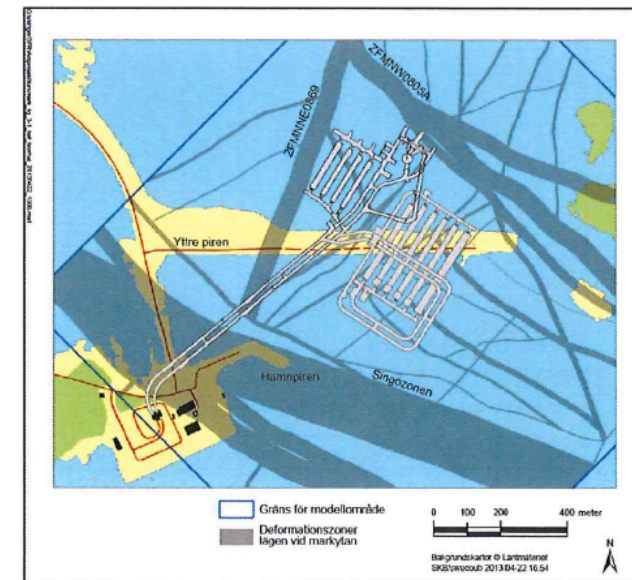 ZFMNW0805A
ZFMNNE0869
Yttre piren
Hamnpiren
Singözonen
Gräns för modellområde
Deformationszoner
lägen vid markytan
0 100 200 400 meter
N
Bakgrundskartor © Lantmäteriet
SKB/swecoub 2013-04-22 16:54